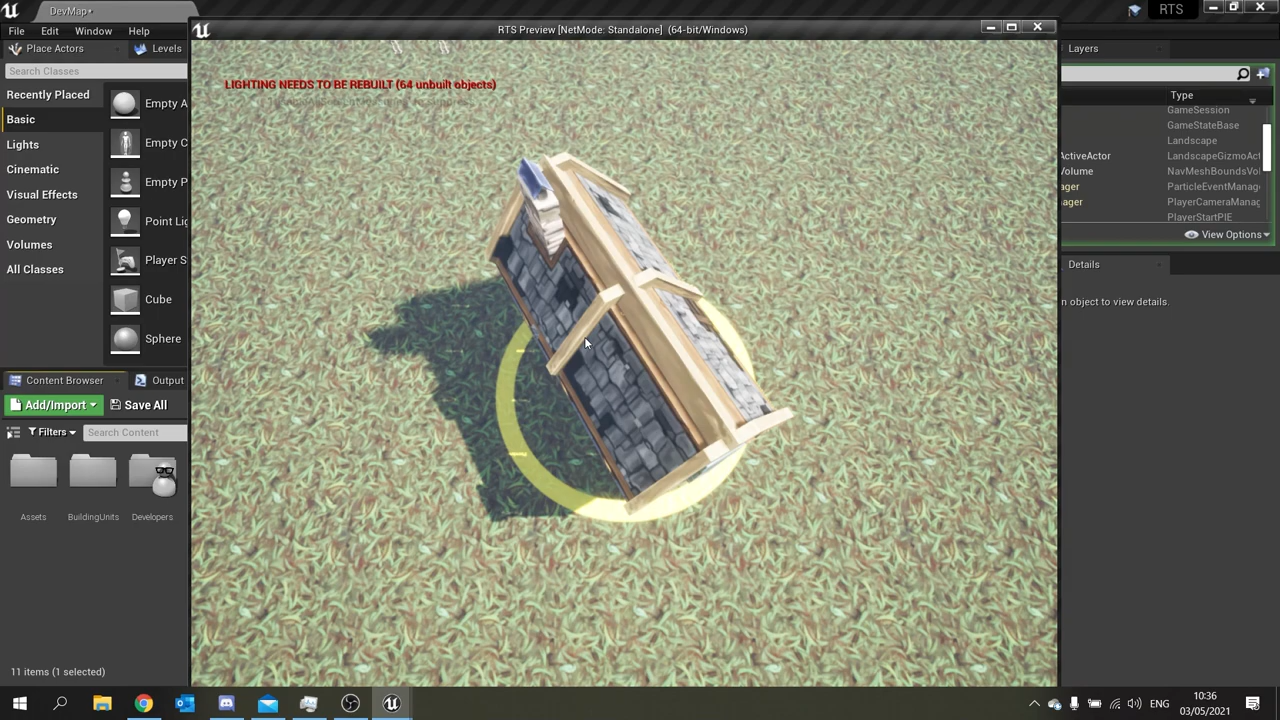 DevMap*
RTS
File
Edit
Window
Help
RTS Preview [NetMode: Standalone] (64-bit/Windows)
Place Actors
Levels
Layers
Search Classes
LIGHTING NEEDS TO BE REBUILT (64 unbuilt objects)
Recently Placed
Basic
Lights
Cinematic
Visual Effects
Geometry
Volumes
All Classes
Empty A
Empty C
Empty P
Point Lig
Player S
Cube
Sphere
Type
GameSession
GameStateBase
Landscape
ActiveActor
LandscapeGizmoAct
Volume
NavMeshBoundsVol
ager
ParticleEventManag
ager
PlayerCameraManag
PlayerStartPIE
View Options
Details
n object to view details.
Content Browser
Output
Add/Import
Save All
Filters
Search Content
Assets
BuildingUnits
Developers
11 items (1 selected)
ENG
10:36
03/05/2021